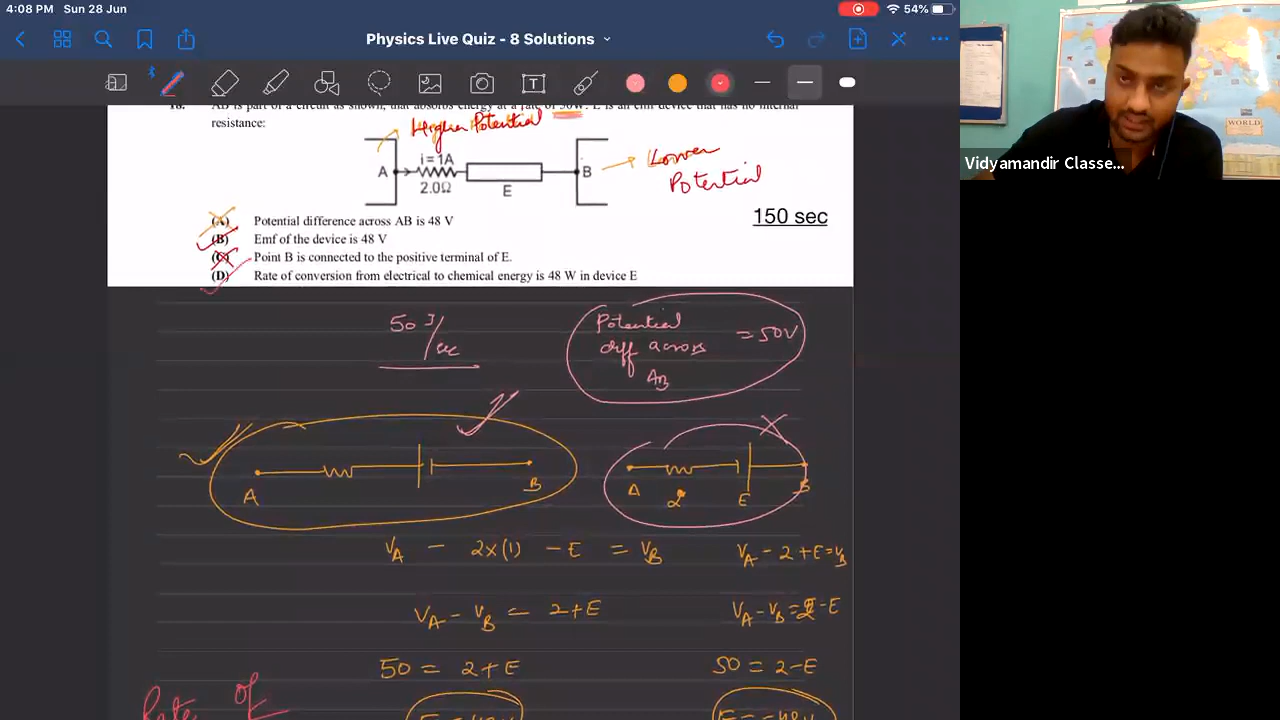 4:08 PM Sun 28 Jun
54%
Physics Live Quiz - 8 Solutions
resistance:
Higher Potential
i = 1A
A
B
2.0Ω
E
Lower
Potential
150 sec
(A) Potential difference across AB is 48 V
(B) Emf of the device is 48 V
(C) Point B is connected to the positive terminal of E.
(D) Rate of conversion from electrical to chemical energy is 48 W in device E
Vidyamandir Classe...
WORLD
50 J/sec
Potential
diff across = 50V
AB
A B
A 2 E B
VA - 2x(1) - E = VB
VA - 2 + E = VB
VA - VB = 2 + E
VA - VB = 2 - E
50 = 2 + E
50 = 2 - E
Rate of